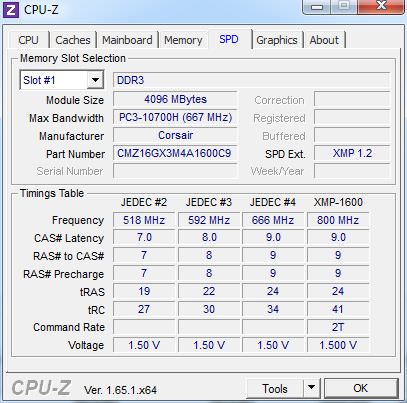 CPU-Z
CPU Caches Mainboard Memory SPD Graphics About
Memory Slot Selection
Slot #1 DDR3
Module Size 4096 MBytes Correction
Max Bandwidth PC3-10700H (667 MHz) Registered
Manufacturer Corsair Buffered
Part Number CMZ16GX3M4A1600C9 SPD Ext. XMP 1.2
Serial Number Week/Year
Timings Table
JEDEC #2 JEDEC #3 JEDEC #4 XMP-1600
Frequency 518 MHz 592 MHz 666 MHz 800 MHz
CAS# Latency 7.0 8.0 9.0 9.0
RAS# to CAS# 7 8 9 9
RAS# Precharge 7 8 9 9
tRAS 19 22 24 24
tRC 27 30 34 41
Command Rate 2T
Voltage 1.50 V 1.50 V 1.50 V 1.500 V
CPU-Z Ver. 1.65.1.x64 Tools OK